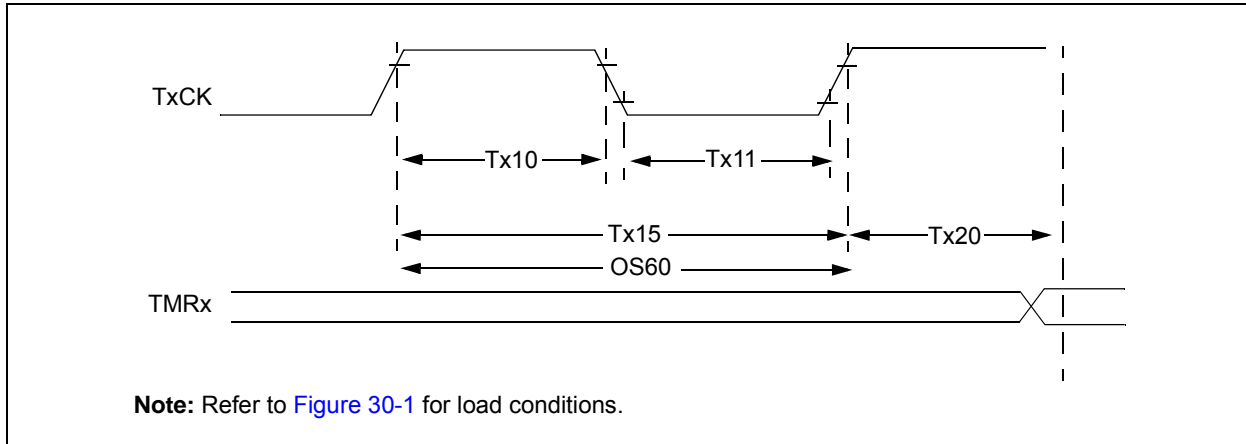 TxCK
Tx10
Tx11
Tx15
Tx20
OS60
TMRx
Note: Refer to Figure 30-1 for load conditions.